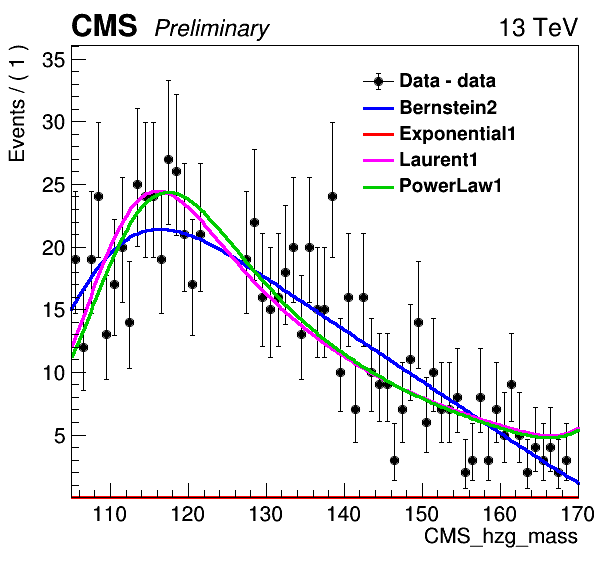 CMS Preliminary 13 TeV
Events / ( 1 )
35
30
25
20
15
10
5
Data - data
Bernstein2
Exponential1
Laurent1
PowerLaw1
110 120 130 140 150 160 170
CMS_hzg_mass